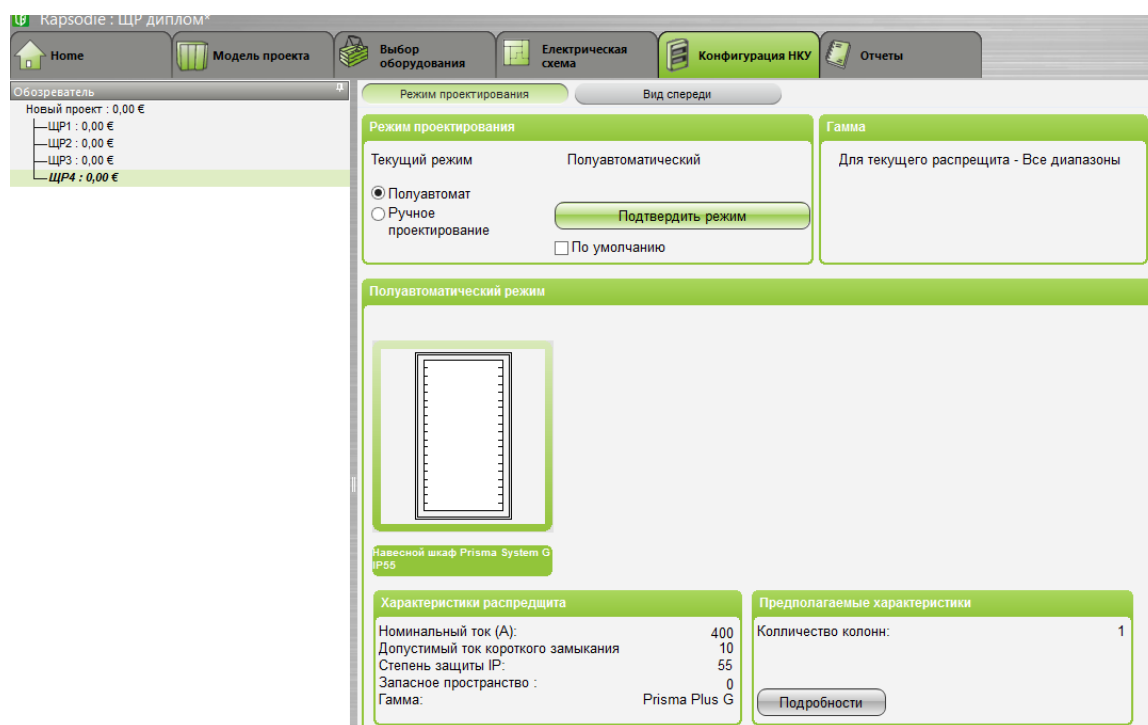 Rapsodie : ЩР диплом*
Home
Модель проекта
Выбор
оборудования
Електрическая
схема
Конфигурация НКУ
Отчеты
Обозреватель
Новый проект : 0,00 €
ЩР1 : 0,00 €
ЩР2 : 0,00 €
ЩР3 : 0,00 €
ЩР4 : 0,00 €
Режим проектирования
Вид спереди
Режим проектирования
Текущий режим Полуавтоматический
Полуавтомат
Ручное
проектирование
Подтвердить режим
По умолчанию
Гамма
Для текущего распрещита - Все диапазоны
Полуавтоматический режим
Навесной шкаф Prisma System G
IP55
Характеристики распредщита
Номинальный ток (А): 400
Допустимый ток короткого замыкания 10
Степень защиты IP: 55
Запасное пространство : 0
Гамма: Prisma Plus G
Предполагаемые характеристики
Колличество колонн: 1
Подробности